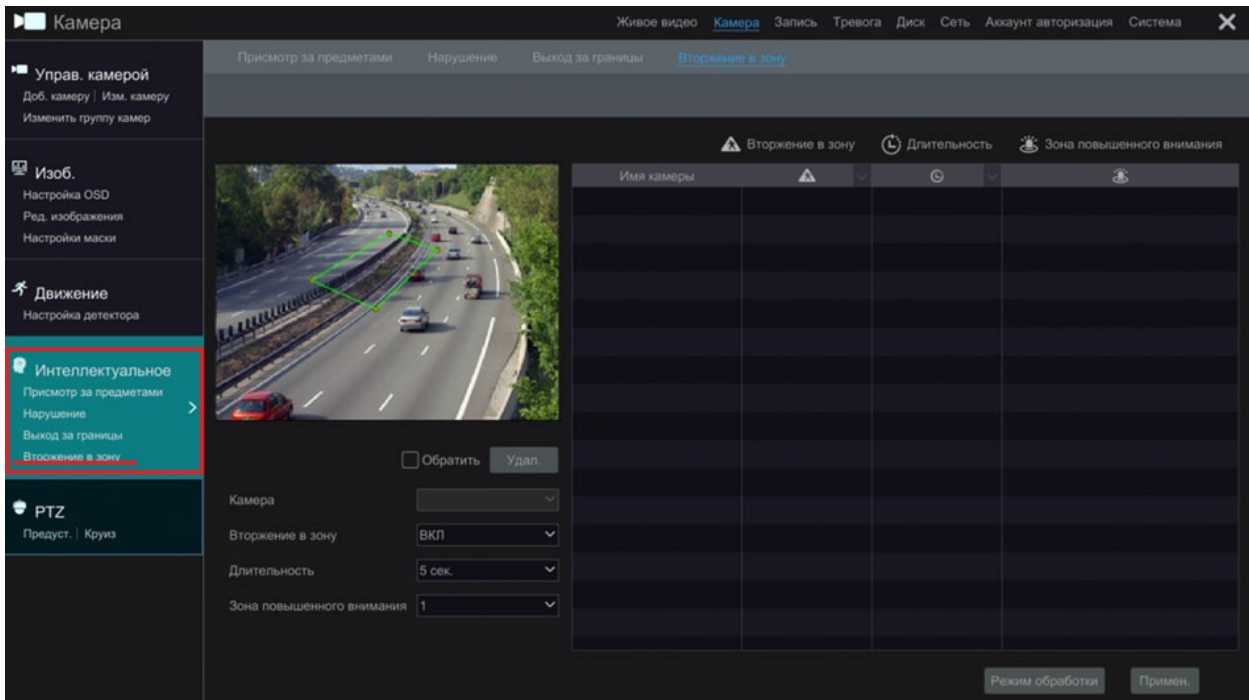 Камера
Живое видео Камера Запись Тревога Диск Сеть Аккаунт авторизация Система
Управ. камерой
Доб. камеру | Изм. камеру
Изменить группу камер
Изоб.
Настройка OSD
Ред. изображения
Настройки маски
Движение
Настройка детектора
Интеллектуальное
Присмотр за предметами
Нарушение
Выход за границы
Вторжение в зону
PTZ
Предуст. | Круиз
Присмотр за предметами Нарушение Выход за границы Вторжение в зону
Вторжение в зону Длительность Зона повышенного внимания
Имя камеры
Обратить Удал.
Камера
Вторжение в зону ВКЛ
Длительность 5 сек.
Зона повышенного внимания 1
Режим обработки Примен.